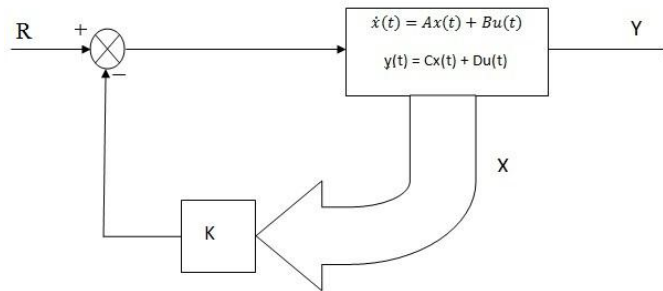 R
+
−
ẋ(t) = Ax(t) + Bu(t)
y(t) = Cx(t) + Du(t)
Y
X
K